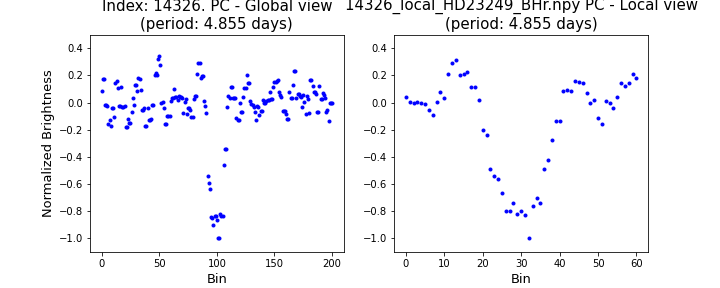 Index: 14326. PC - Global view
(period: 4.855 days)
14326_local_HD23249_BHr.npy PC - Local view
(period: 4.855 days)
Normalized Brightness
0.4
0.2
0.0
−0.2
−0.4
−0.6
−0.8
−1.0
0 50 100 150 200
Bin
0.4
0.2
0.0
−0.2
−0.4
−0.6
−0.8
−1.0
0 10 20 30 40 50 60
Bin